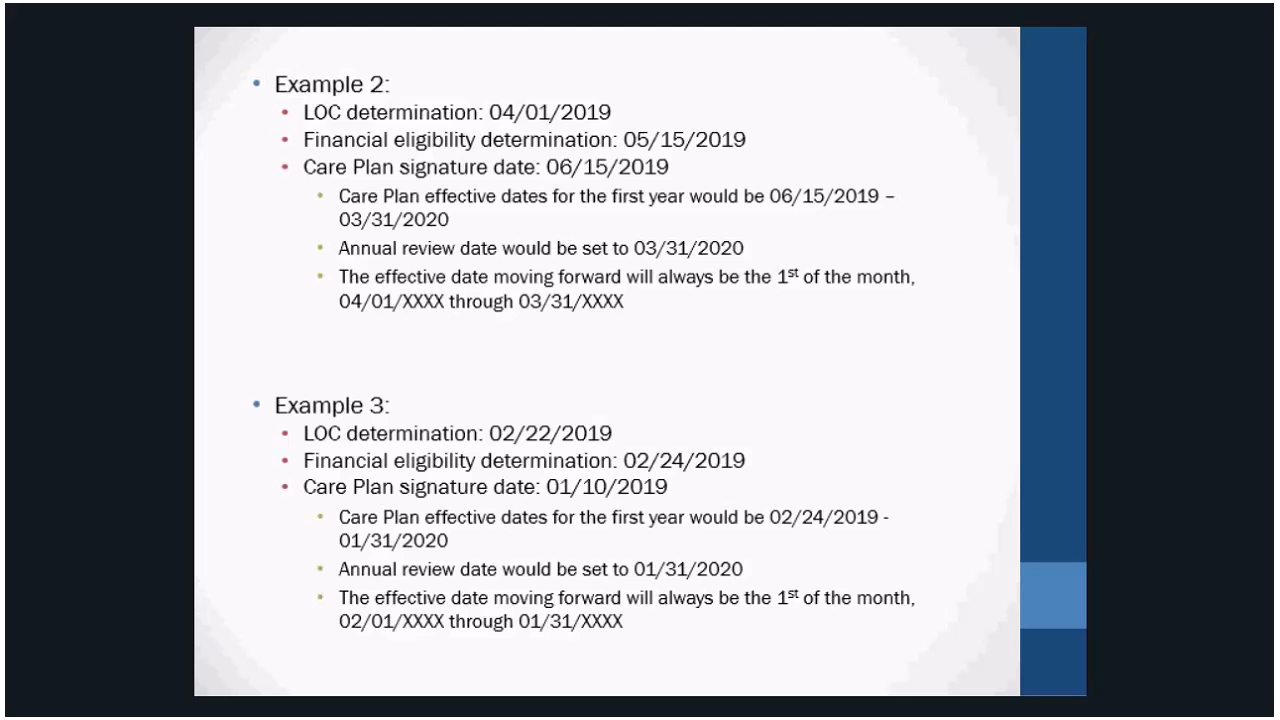 Example 2:
LOC determination: 04/01/2019
Financial eligibility determination: 05/15/2019
Care Plan signature date: 06/15/2019
Care Plan effective dates for the first year would be 06/15/2019 –
03/31/2020
Annual review date would be set to 03/31/2020
The effective date moving forward will always be the 1st of the month,
04/01/XXXX through 03/31/XXXX
Example 3:
LOC determination: 02/22/2019
Financial eligibility determination: 02/24/2019
Care Plan signature date: 01/10/2019
Care Plan effective dates for the first year would be 02/24/2019 -
01/31/2020
Annual review date would be set to 01/31/2020
The effective date moving forward will always be the 1st of the month,
02/01/XXXX through 01/31/XXXX